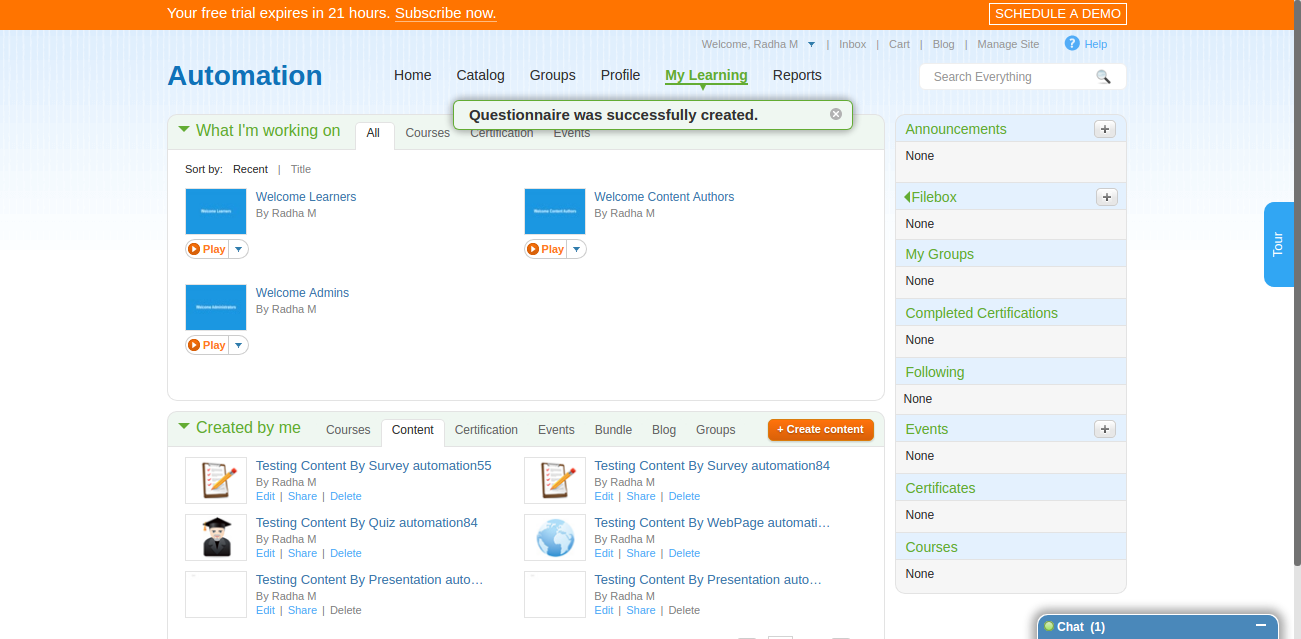 Your free trial expires in 21 hours. Subscribe now.
SCHEDULE A DEMO
Welcome, Radha M | Inbox | Cart | Blog | Manage Site ? Help
Automation
Home Catalog Groups Profile My Learning Reports
Search Everything
Questionnaire was successfully created.
What I'm working on
All Courses Certification Events
Sort by: Recent | Title
Welcome Learners
Welcome Learners
By Radha M
Play
Welcome Content Authors
Welcome Content Authors
By Radha M
Play
Welcome Administrators
Welcome Admins
By Radha M
Play
Created by me
Courses Content Certification Events Bundle Blog Groups
+ Create content
Testing Content By Survey automation55
By Radha M
Edit | Share | Delete
Testing Content By Survey automation84
By Radha M
Edit | Share | Delete
Testing Content By Quiz automation84
By Radha M
Edit | Share | Delete
Testing Content By WebPage automati…
By Radha M
Edit | Share | Delete
Testing Content By Presentation auto…
By Radha M
Edit | Share | Delete
Testing Content By Presentation auto…
By Radha M
Edit | Share | Delete
Announcements +
None
Filebox +
None
My Groups
None
Completed Certifications
None
Following
None
Events +
None
Certificates
None
Courses
None
Tour
Chat (1)